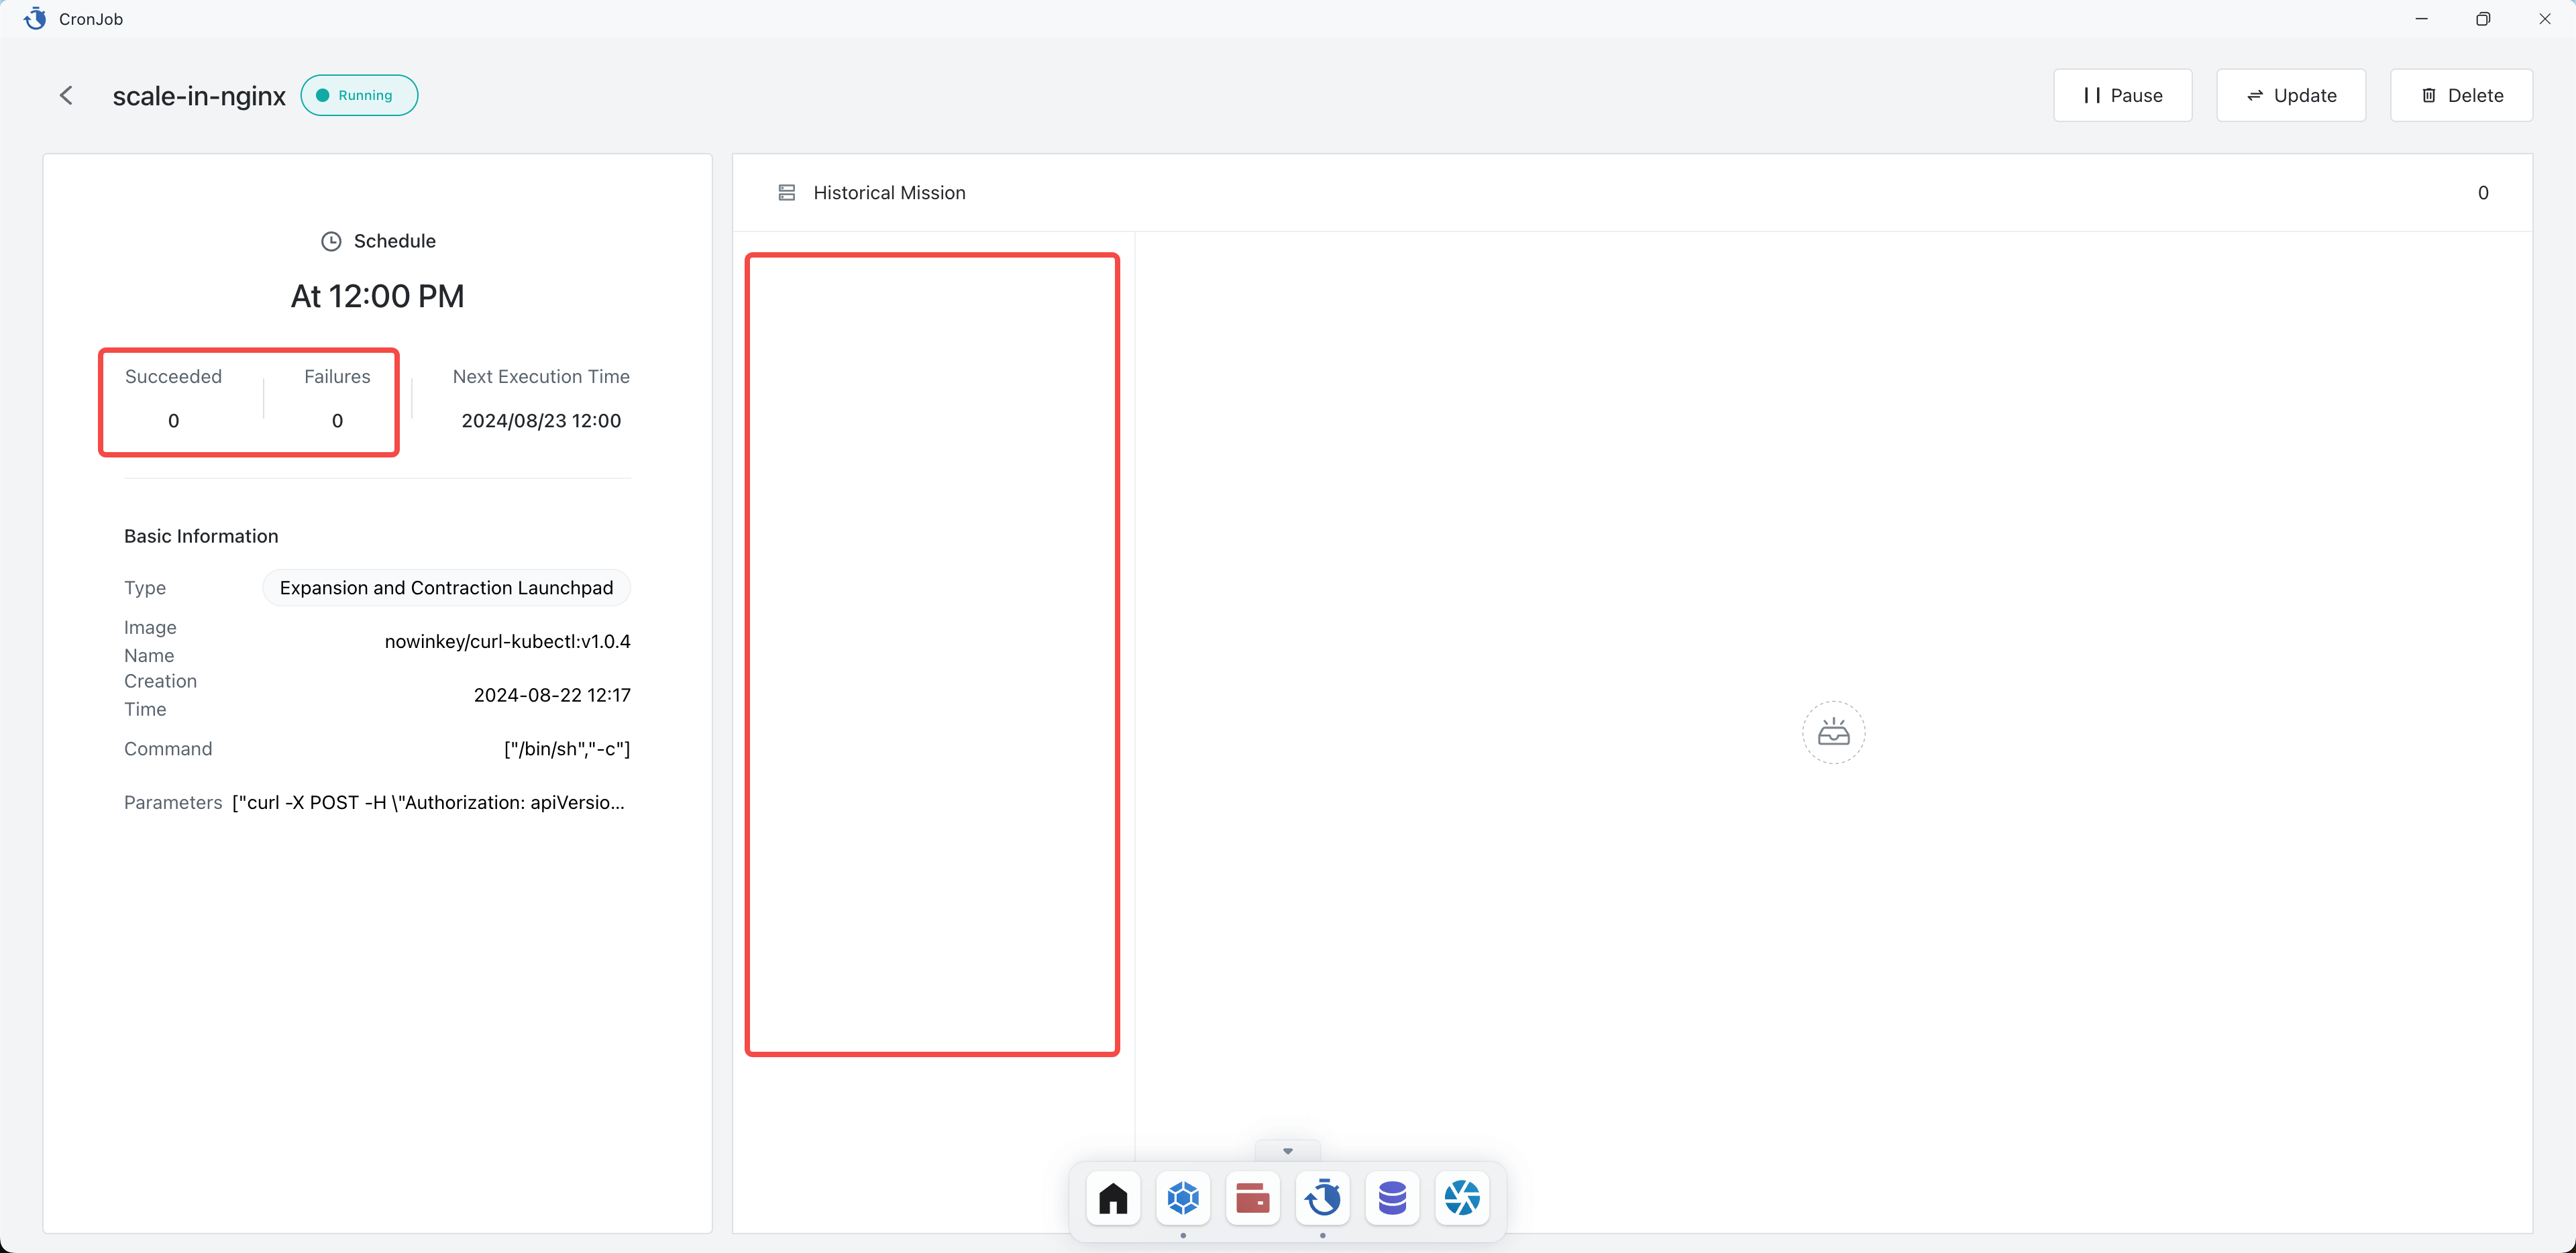 CronJob
scale-in-nginx
Running
Pause
Update
Delete
Schedule
At 12:00 PM
Succeeded
Failures
Next Execution Time
0
0
2024/08/23 12:00
Basic Information
Type
Expansion and Contraction Launchpad
Image
Name
nowinkey/curl-kubectl:v1.0.4
Creation
Time
2024-08-22 12:17
Command
["/bin/sh","-c"]
Parameters
["curl -X POST -H \"Authorization: apiVersio...
Historical Mission
0